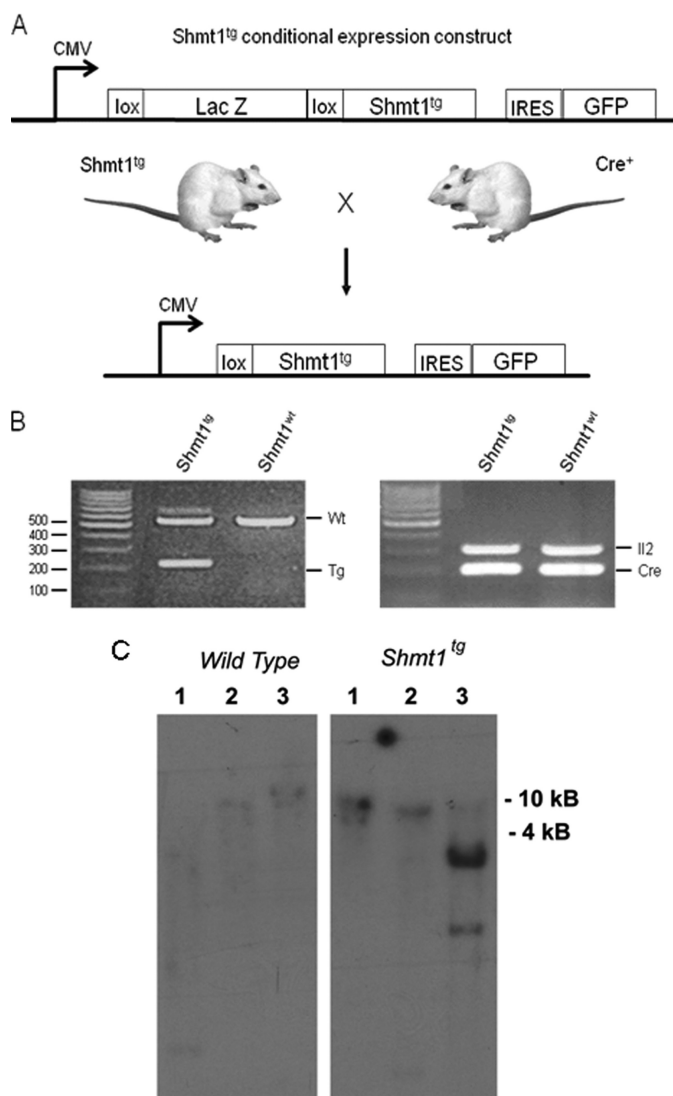 A
Shmt1tg conditional expression construct
CMV
lox Lac Z lox Shmt1tg IRES GFP
Shmt1tg X Cre+
CMV
lox Shmt1tg IRES GFP
B
Shmt1tg Shmt1wt
500
400
300
200
100
Wt
Tg
Shmt1tg Shmt1wt
Il2
Cre
C
Wild Type Shmt1tg
1 2 3 1 2 3
- 10 kB
- 4 kB